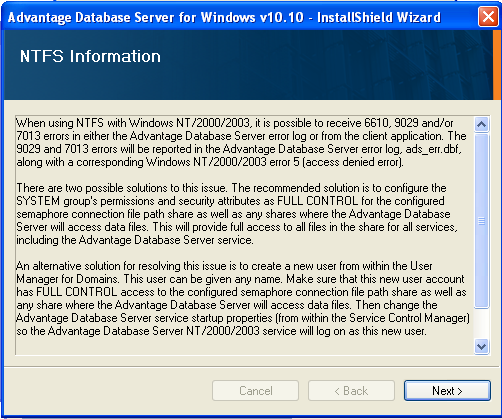 Advantage Database Server for Windows v10.10 - InstallShield Wizard
NTFS Information
When using NTFS with Windows NT/2000/2003, it is possible to receive 6610, 9029 and/or
7013 errors in either the Advantage Database Server error log or from the client application. The
9029 and 7013 errors will be reported in the Advantage Database Server error log, ads_err.dbf,
along with a corresponding Windows NT/2000/2003 error 5 (access denied error).
There are two possible solutions to this issue. The recommended solution is to configure the
SYSTEM group's permissions and security attributes as FULL CONTROL for the configured
semaphore connection file path share as well as any shares where the Advantage Database
Server will access data files. This will provide full access to all files in the share for all services,
including the Advantage Database Server service.
An alternative solution for resolving this issue is to create a new user from within the User
Manager for Domains. This user can be given any name. Make sure that this new user account
has FULL CONTROL access to the configured semaphore connection file path share as well as
any share where the Advantage Database Server will access data files. Then change the
Advantage Database Server service startup properties (from within the Service Control Manager)
so the Advantage Database Server NT/2000/2003 service will log on as this new user.
Cancel
< Back
Next >